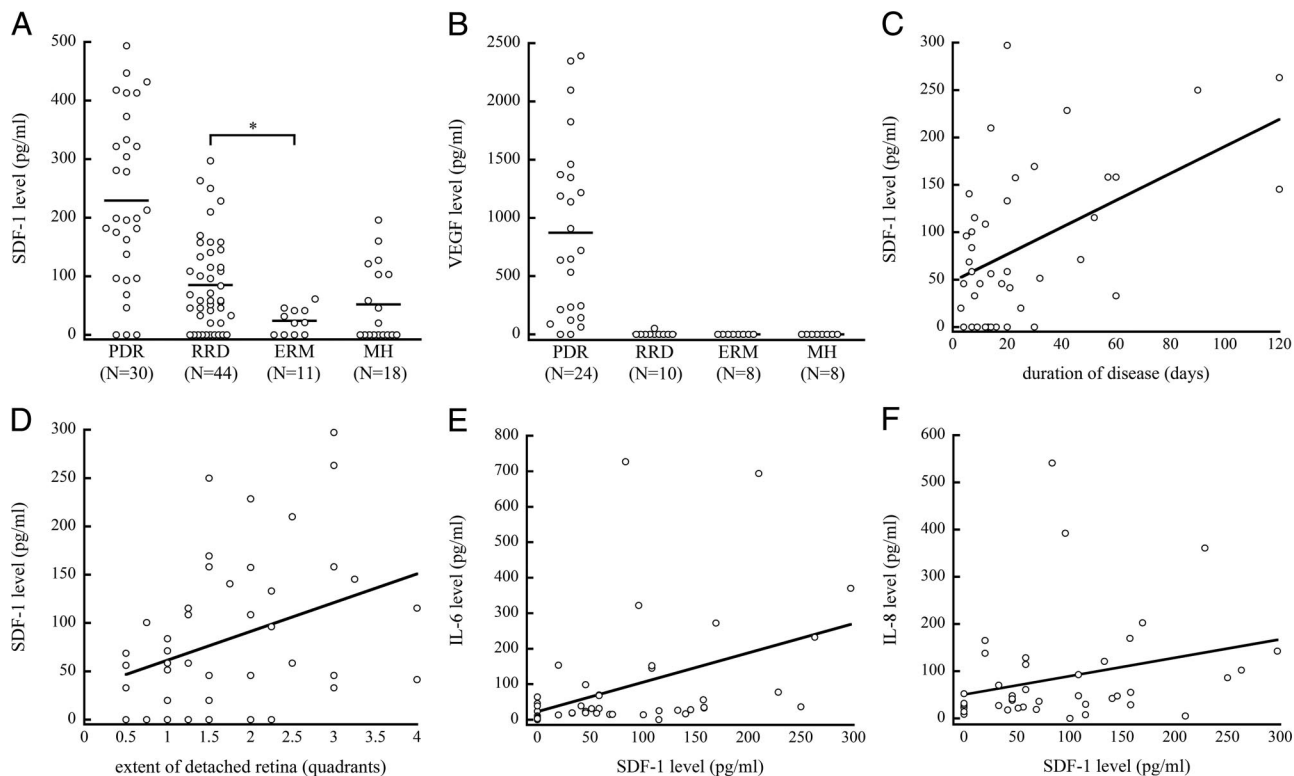 A
SDF-1 level (pg/ml)
500
400
300
200
100
0
*
PDR RRD ERM MH
(N=30) (N=44) (N=11) (N=18)
B
VEGF level (pg/ml)
2500
2000
1500
1000
500
0
PDR RRD ERM MH
(N=24) (N=10) (N=8) (N=8)
C
SDF-1 level (pg/ml)
300
250
200
150
100
50
0
0 20 40 60 80 100 120
duration of disease (days)
D
SDF-1 level (pg/ml)
300
250
200
150
100
50
0
0 0.5 1 1.5 2 2.5 3 3.5 4
extent of detached retina (quadrants)
E
IL-6 level (pg/ml)
800
700
600
500
400
300
200
100
0
0 50 100 150 200 250 300
SDF-1 level (pg/ml)
F
IL-8 level (pg/ml)
600
500
400
300
200
100
0
0 50 100 150 200 250 300
SDF-1 level (pg/ml)